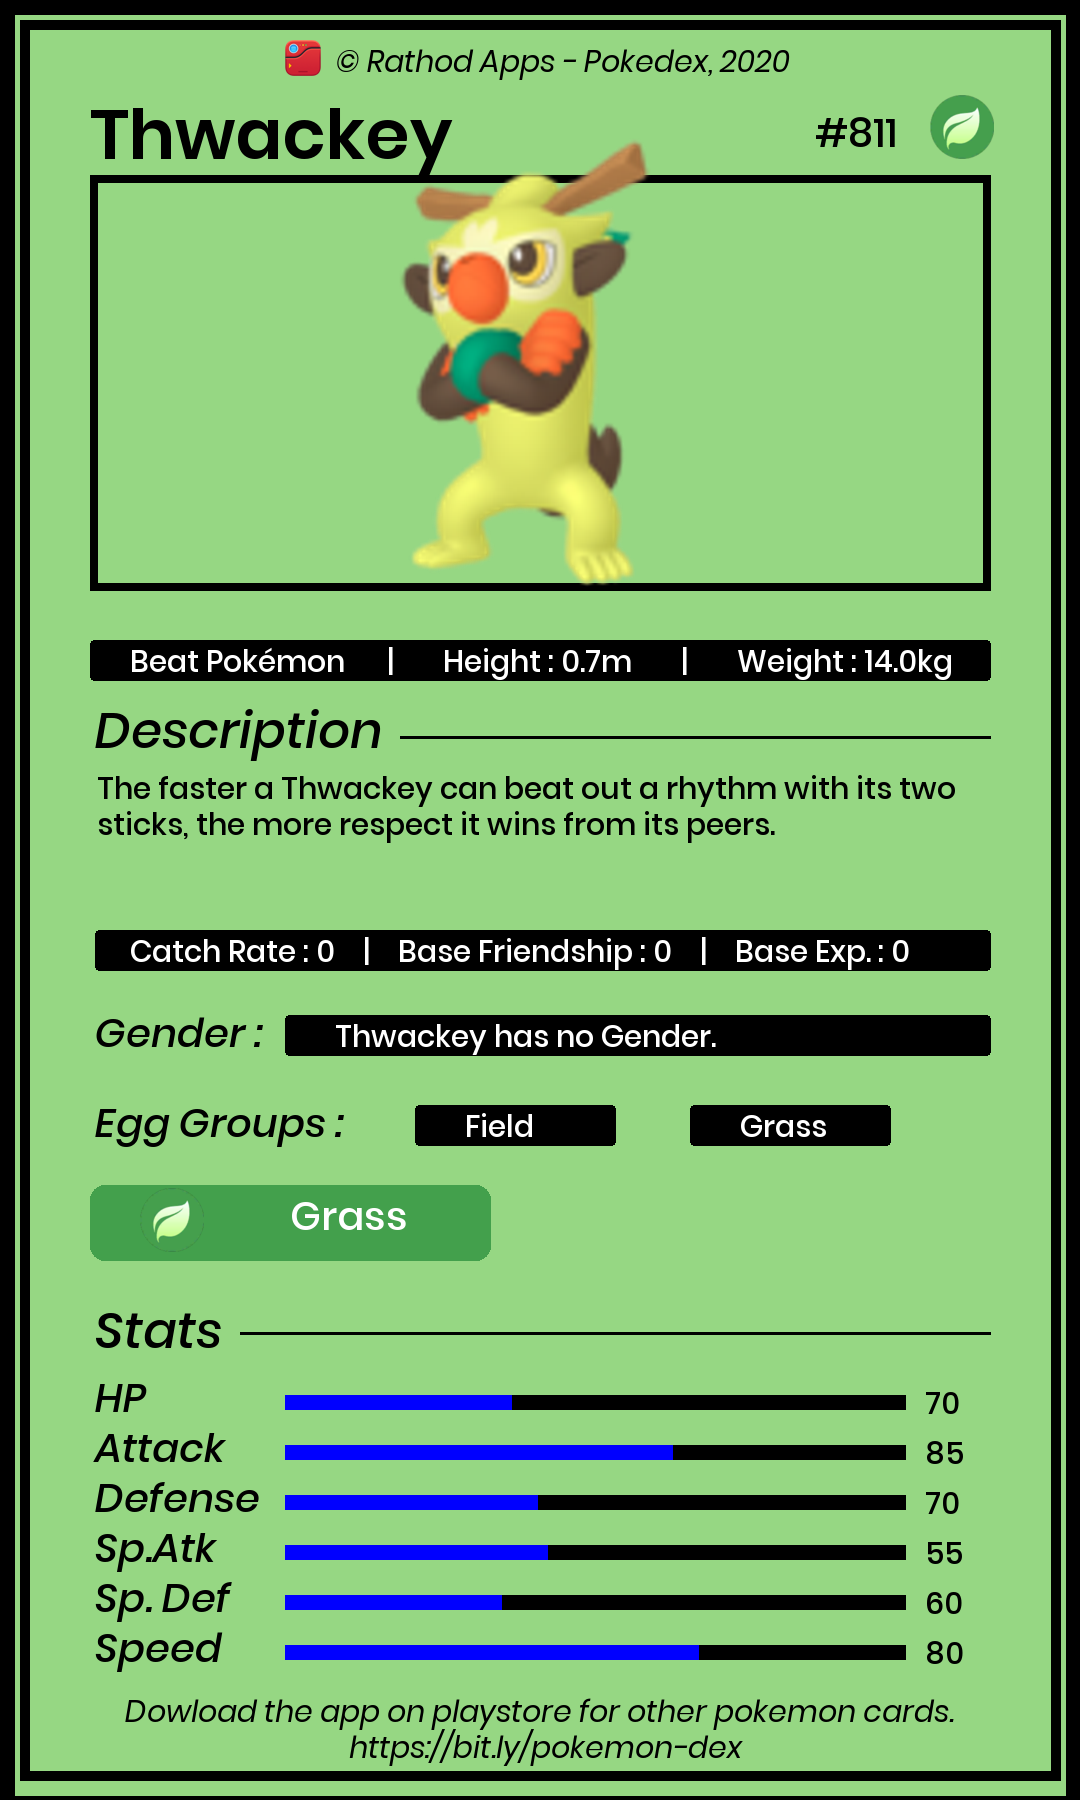 © Rathod Apps - Pokedex, 2020
Thwackey #811
Beat Pokémon | Height : 0.7m | Weight : 14.0kg
Description
The faster a Thwackey can beat out a rhythm with its two
sticks, the more respect it wins from its peers.
Catch Rate : 0 | Base Friendship : 0 | Base Exp. : 0
Gender : Thwackey has no Gender.
Egg Groups : Field Grass
Grass
Stats
HP 70
Attack 85
Defense 70
Sp.Atk 55
Sp. Def 60
Speed 80
Dowload the app on playstore for other pokemon cards.
https://bit.ly/pokemon-dex